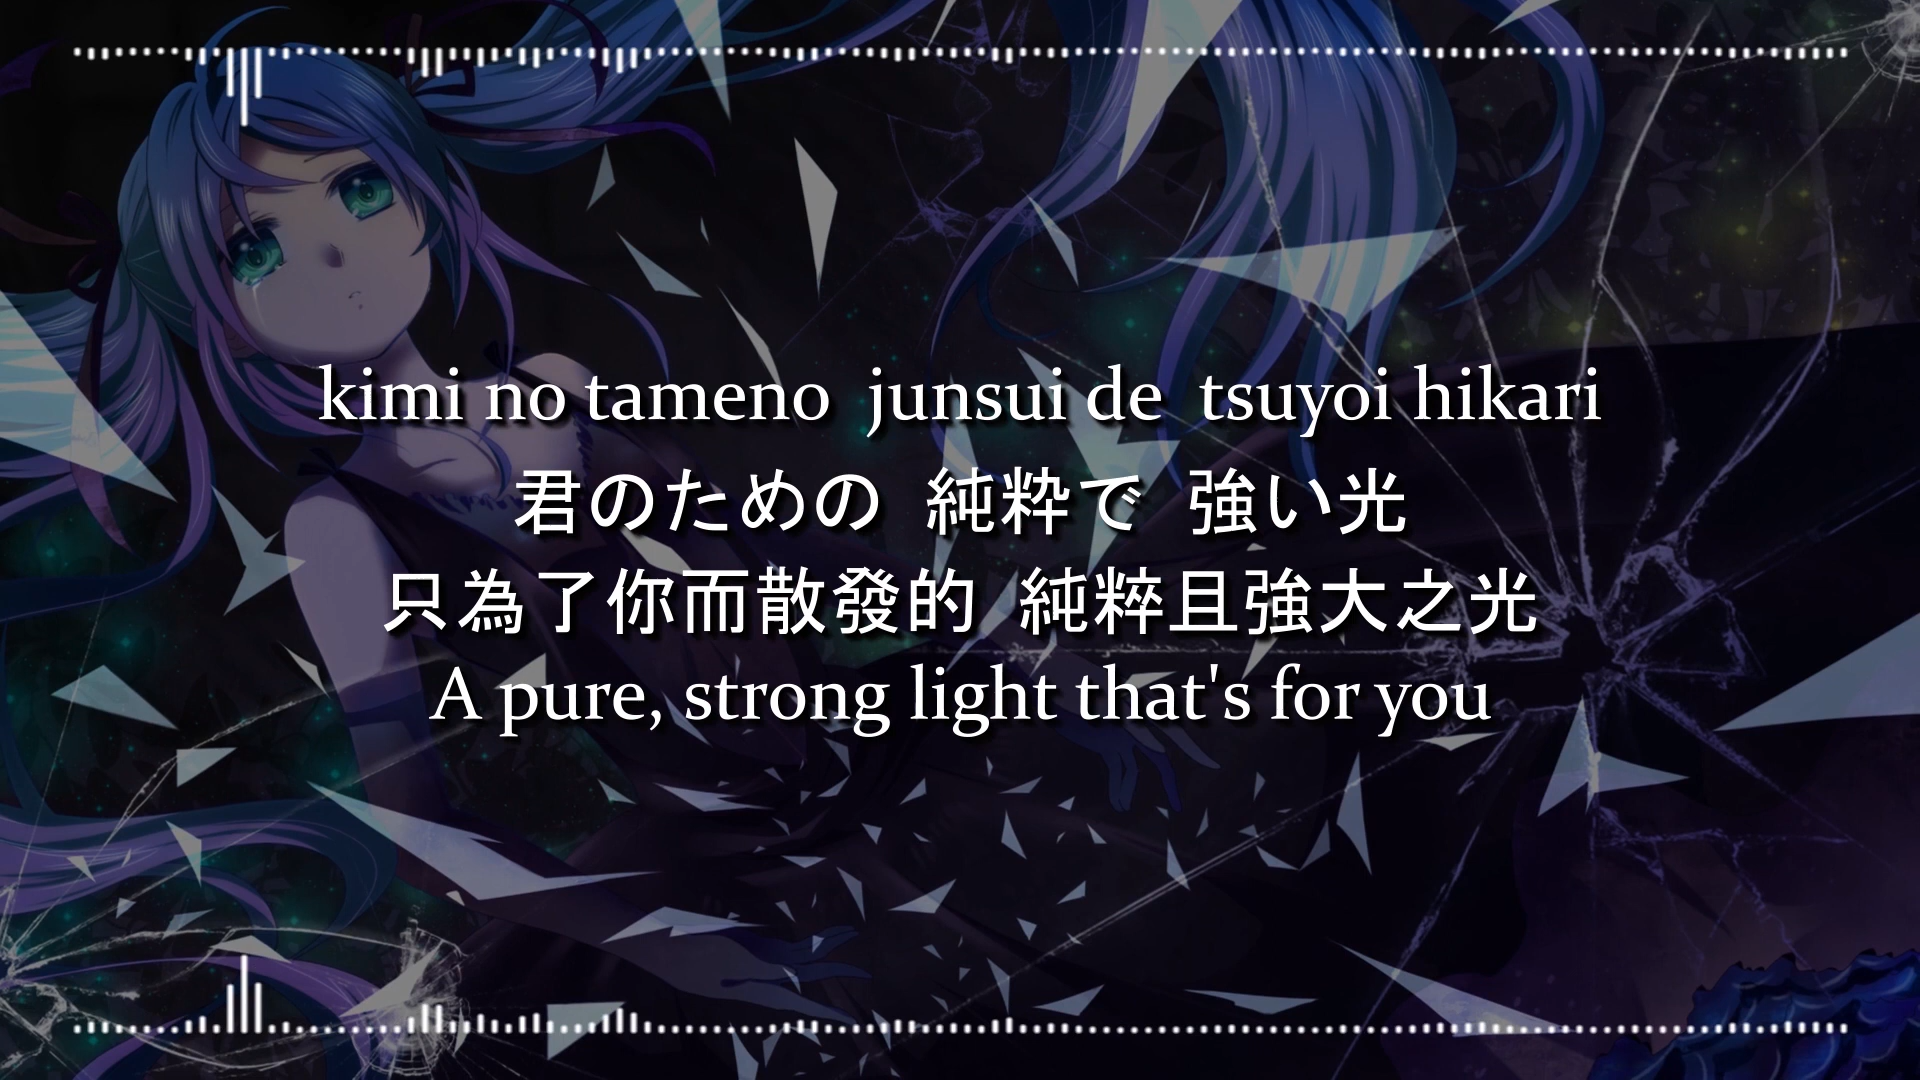 kimi no tameno  junsui de  tsuyoi hikari
君のための 純粋で 強い光
只為了你而散發的 純粹且強大之光
A pure, strong light that's for you